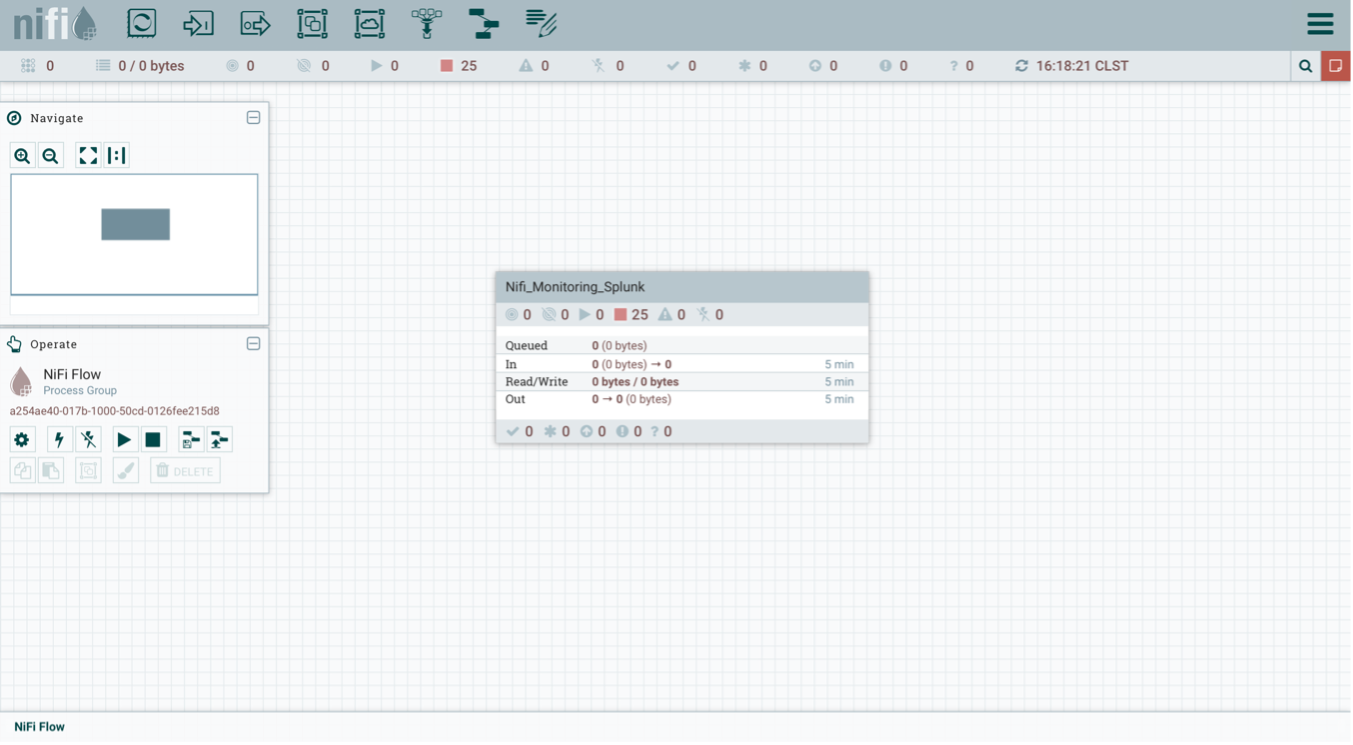 nifi
0 0 / 0 bytes 0 0 0 25 0 0 0 0 0 0 ? 0 16:18:21 CLST
Navigate
Operate
NiFi Flow
Process Group
a254ae40-017b-1000-50cd-0126fee215d8
DELETE
Nifi_Monitoring_Splunk
0 0 0 25 0 0
Queued 0 (0 bytes)
In 0 (0 bytes) → 0 5 min
Read/Write 0 bytes / 0 bytes 5 min
Out 0 → 0 (0 bytes) 5 min
0 0 0 0 ? 0
NiFi Flow